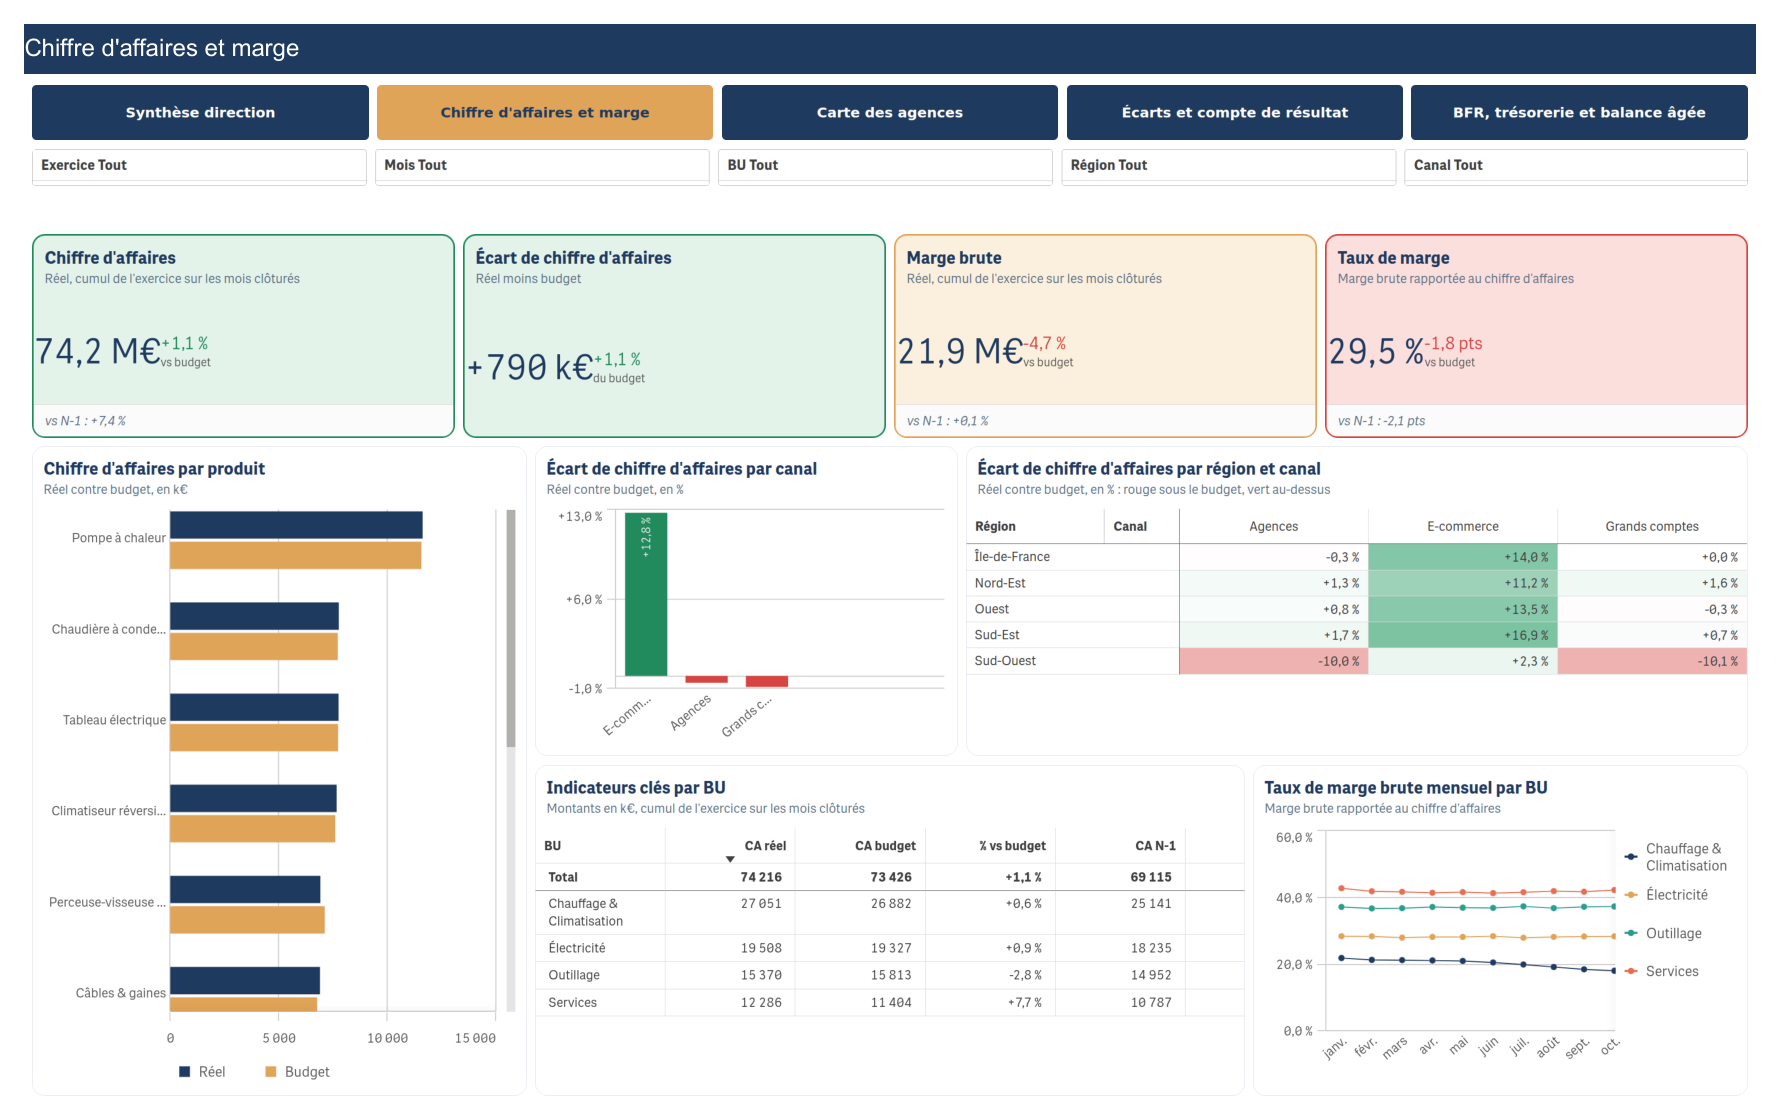 Chiffre d'affaires et marge
Synthèse direction
Chiffre d'affaires et marge
Carte des agences
Écarts et compte de résultat
BFR, trésorerie et balance âgée
Exercice Tout
Mois Tout
BU Tout
Région Tout
Canal Tout
Chiffre d'affaires
Réel, cumul de l'exercice sur les mois clôturés
74,2 M€
+1,1 %
vs budget
vs N-1 : +7,4 %
Écart de chiffre d'affaires
Réel moins budget
+790 k€
+1,1 %
du budget
Marge brute
Réel, cumul de l'exercice sur les mois clôturés
21,9 M€
-4,7 %
vs budget
vs N-1 : +0,1 %
Taux de marge
Marge brute rapportée au chiffre d'affaires
29,5 %
-1,8 pts
vs budget
vs N-1 : -2,1 pts
Chiffre d'affaires par produit
Réel contre budget, en k€
Pompe à chaleur
Chaudière à conde...
Tableau électrique
Climatiseur réversi...
Perceuse-visseuse ...
Câbles & gaines
0 5 000 10 000 15 000
Réel Budget
Écart de chiffre d'affaires par canal
Réel contre budget, en %
+13,0 %
+6,0 %
-1,0 %
+12,8 %
E-comm...
Agences
Grands c...
Écart de chiffre d'affaires par région et canal
Réel contre budget, en % : rouge sous le budget, vert au-dessus
Région Canal Agences E-commerce Grands comptes
Île-de-France -0,3 % +14,0 % +0,0 %
Nord-Est +1,3 % +11,2 % +1,6 %
Ouest +0,8 % +13,5 % -0,3 %
Sud-Est +1,7 % +16,9 % +0,7 %
Sud-Ouest -10,0 % +2,3 % -10,1 %
Indicateurs clés par BU
Montants en k€, cumul de l'exercice sur les mois clôturés
BU CA réel CA budget % vs budget CA N-1
Total 74 216 73 426 +1,1 % 69 115
Chauffage & 27 051 26 882 +0,6 % 25 141
Climatisation
Électricité 19 508 19 327 +0,9 % 18 235
Outillage 15 370 15 813 -2,8 % 14 952
Services 12 286 11 404 +7,7 % 10 787
Taux de marge brute mensuel par BU
Marge brute rapportée au chiffre d'affaires
60,0 %
40,0 %
20,0 %
0,0 %
janv. févr. mars avr. mai juin juil. août sept. oct.
Chauffage &
Climatisation
Électricité
Outillage
Services